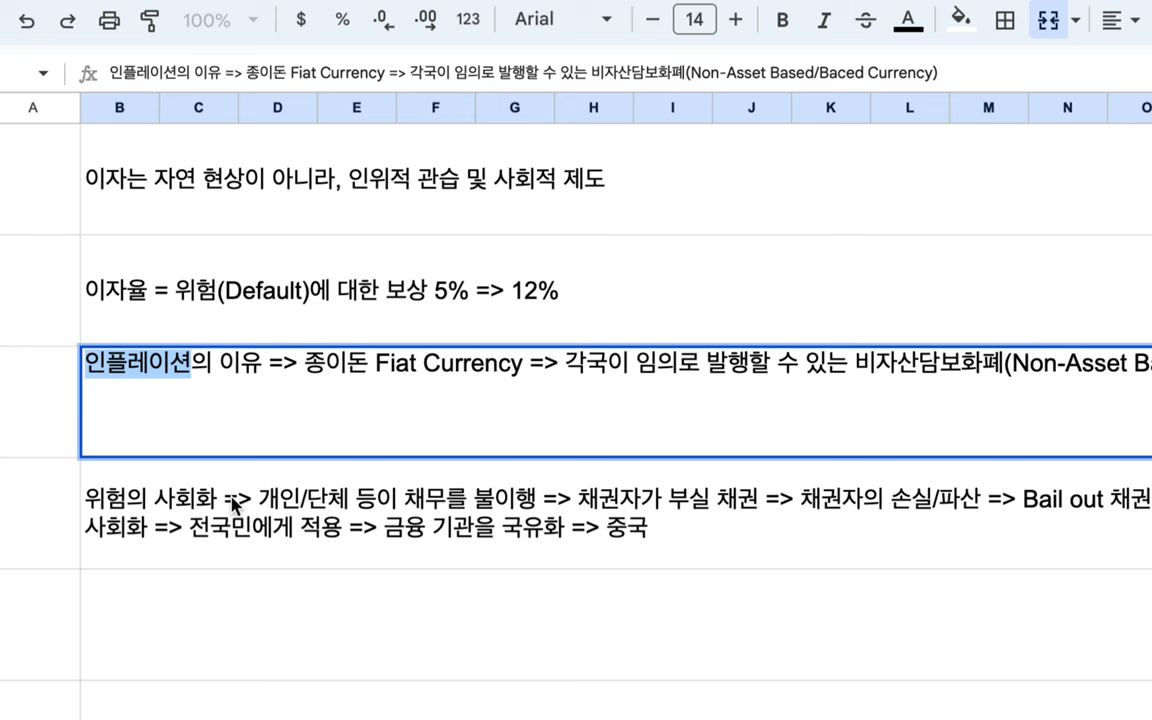 100% $ % .0 .00 123 Arial 14 B I S A
fx 인플레이션의 이유 => 종이돈 Fiat Currency => 각국이 임의로 발행할 수 있는 비자산담보화폐(Non-Asset Based/Baced Currency)
A B C D E F G H I J K L M N O
이자는 자연 현상이 아니라, 인위적 관습 및 사회적 제도
이자율 = 위험(Default)에 대한 보상 5% => 12%
인플레이션의 이유 => 종이돈 Fiat Currency => 각국이 임의로 발행할 수 있는 비자산담보화폐(Non-Asset Ba
위험의 사회화 => 개인/단체 등이 채무를 불이행 => 채권자가 부실 채권 => 채권자의 손실/파산 => Bail out 채권
사회화 => 전국민에게 적용 => 금융 기관을 국유화 => 중국